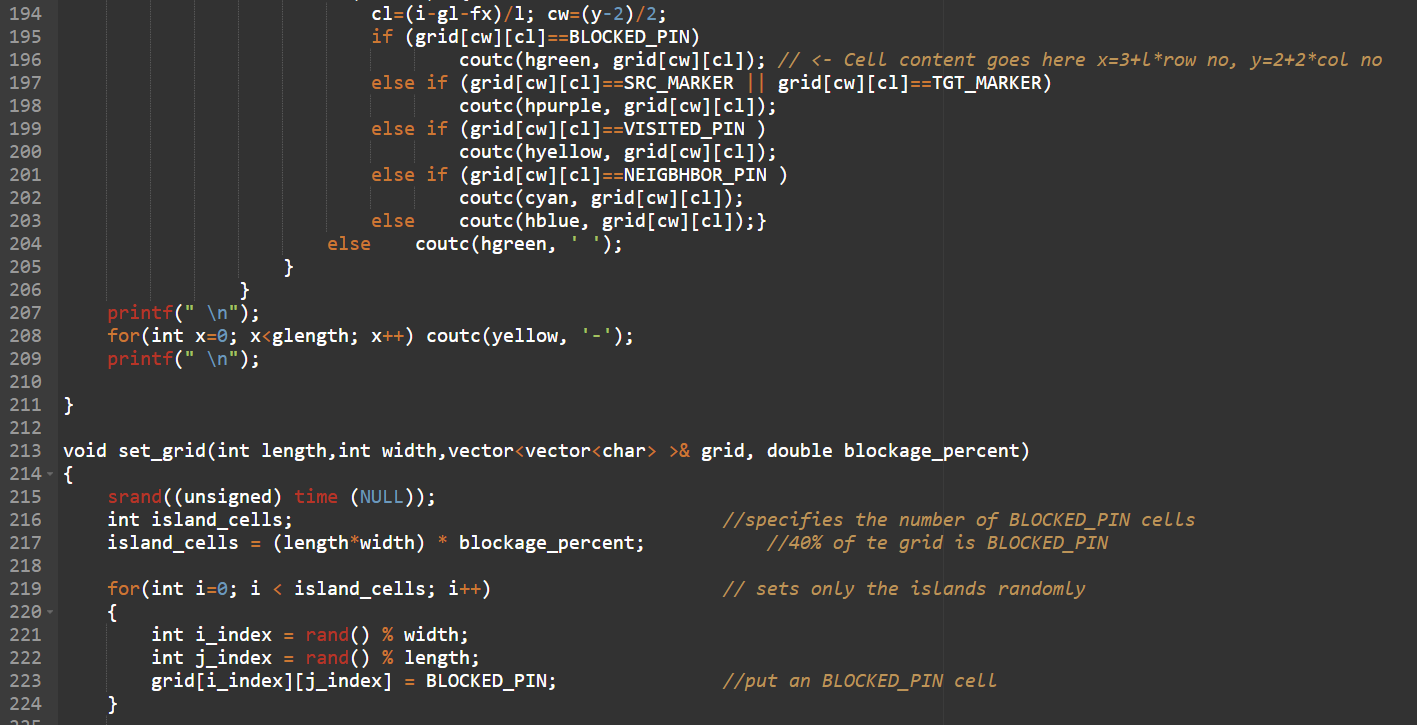 194 cl=(i-gl-fx)/l; cw=(y-2)/2;
195 if (grid[cw][cl]==BLOCKED_PIN)
196 coutc(hgreen, grid[cw][cl]); // <- Cell content goes here x=3+l*row no, y=2+2*col no
197 else if (grid[cw][cl]==SRC_MARKER || grid[cw][cl]==TGT_MARKER)
198 coutc(hpurple, grid[cw][cl]);
199 else if (grid[cw][cl]==VISITED_PIN )
200 coutc(hyellow, grid[cw][cl]);
201 else if (grid[cw][cl]==NEIGBHBOR_PIN )
202 coutc(cyan, grid[cw][cl]);
203 else coutc(hblue, grid[cw][cl]);}
204 else coutc(hgreen, ' ');
205 }
206 }
207 printf(" \n");
208 for(int x=0; x<glength; x++) coutc(yellow, '-');
209 printf(" \n");
210
211 }
212
213 void set_grid(int length,int width,vector<vector<char> >& grid, double blockage_percent)
214 {
215 srand((unsigned) time (NULL));
216 int island_cells; //specifies the number of BLOCKED_PIN cells
217 island_cells = (length*width) * blockage_percent; //40% of te grid is BLOCKED_PIN
218
219 for(int i=0; i < island_cells; i++) // sets only the islands randomly
220 {
221 int i_index = rand() % width;
222 int j_index = rand() % length;
223 grid[i_index][j_index] = BLOCKED_PIN; //put an BLOCKED_PIN cell
224 }